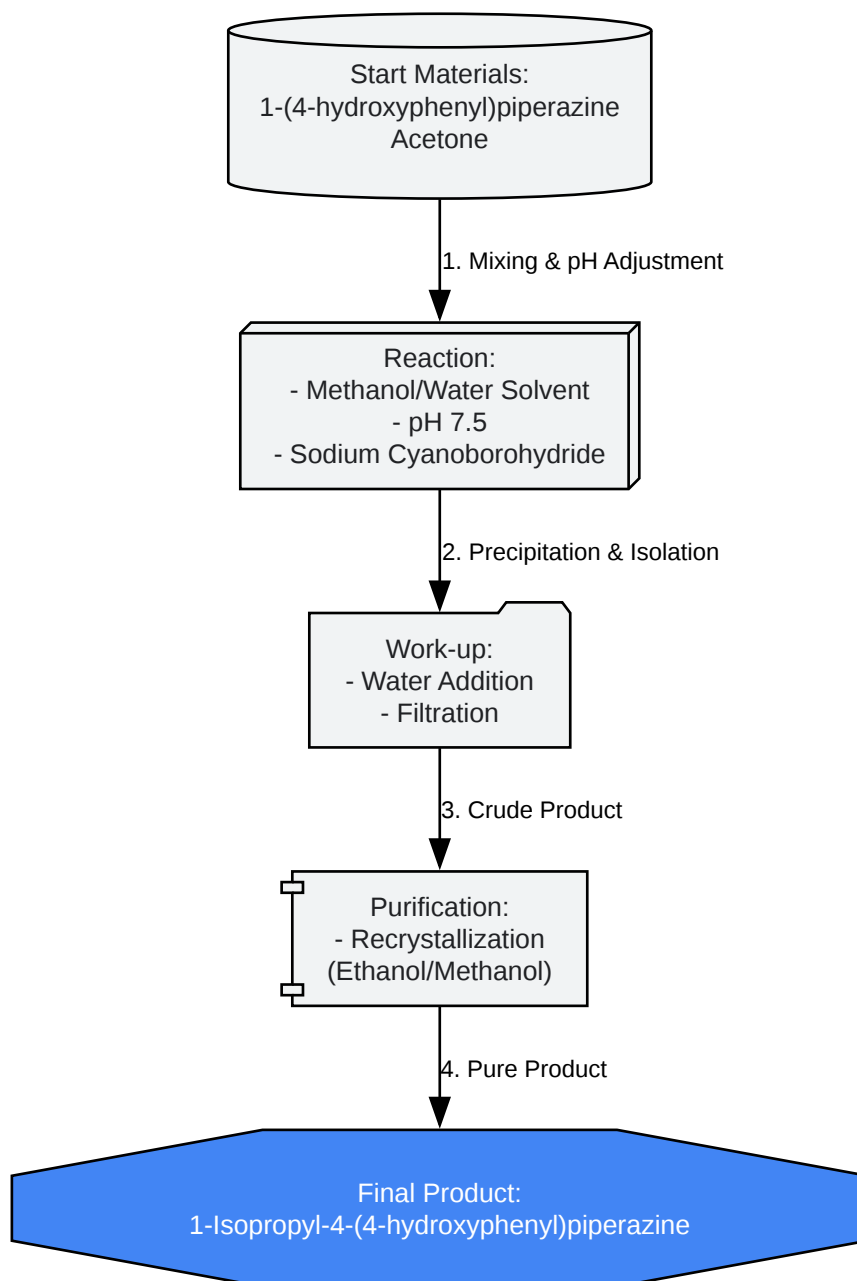 Start Materials:
1-(4-hydroxyphenyl)piperazine
Acetone
1. Mixing & pH Adjustment
Reaction:
- Methanol/Water Solvent
- pH 7.5
- Sodium Cyanoborohydride
2. Precipitation & Isolation
Work-up:
- Water Addition
- Filtration
3. Crude Product
Purification:
- Recrystallization
(Ethanol/Methanol)
4. Pure Product
Final Product:
1-Isopropyl-4-(4-hydroxyphenyl)piperazine